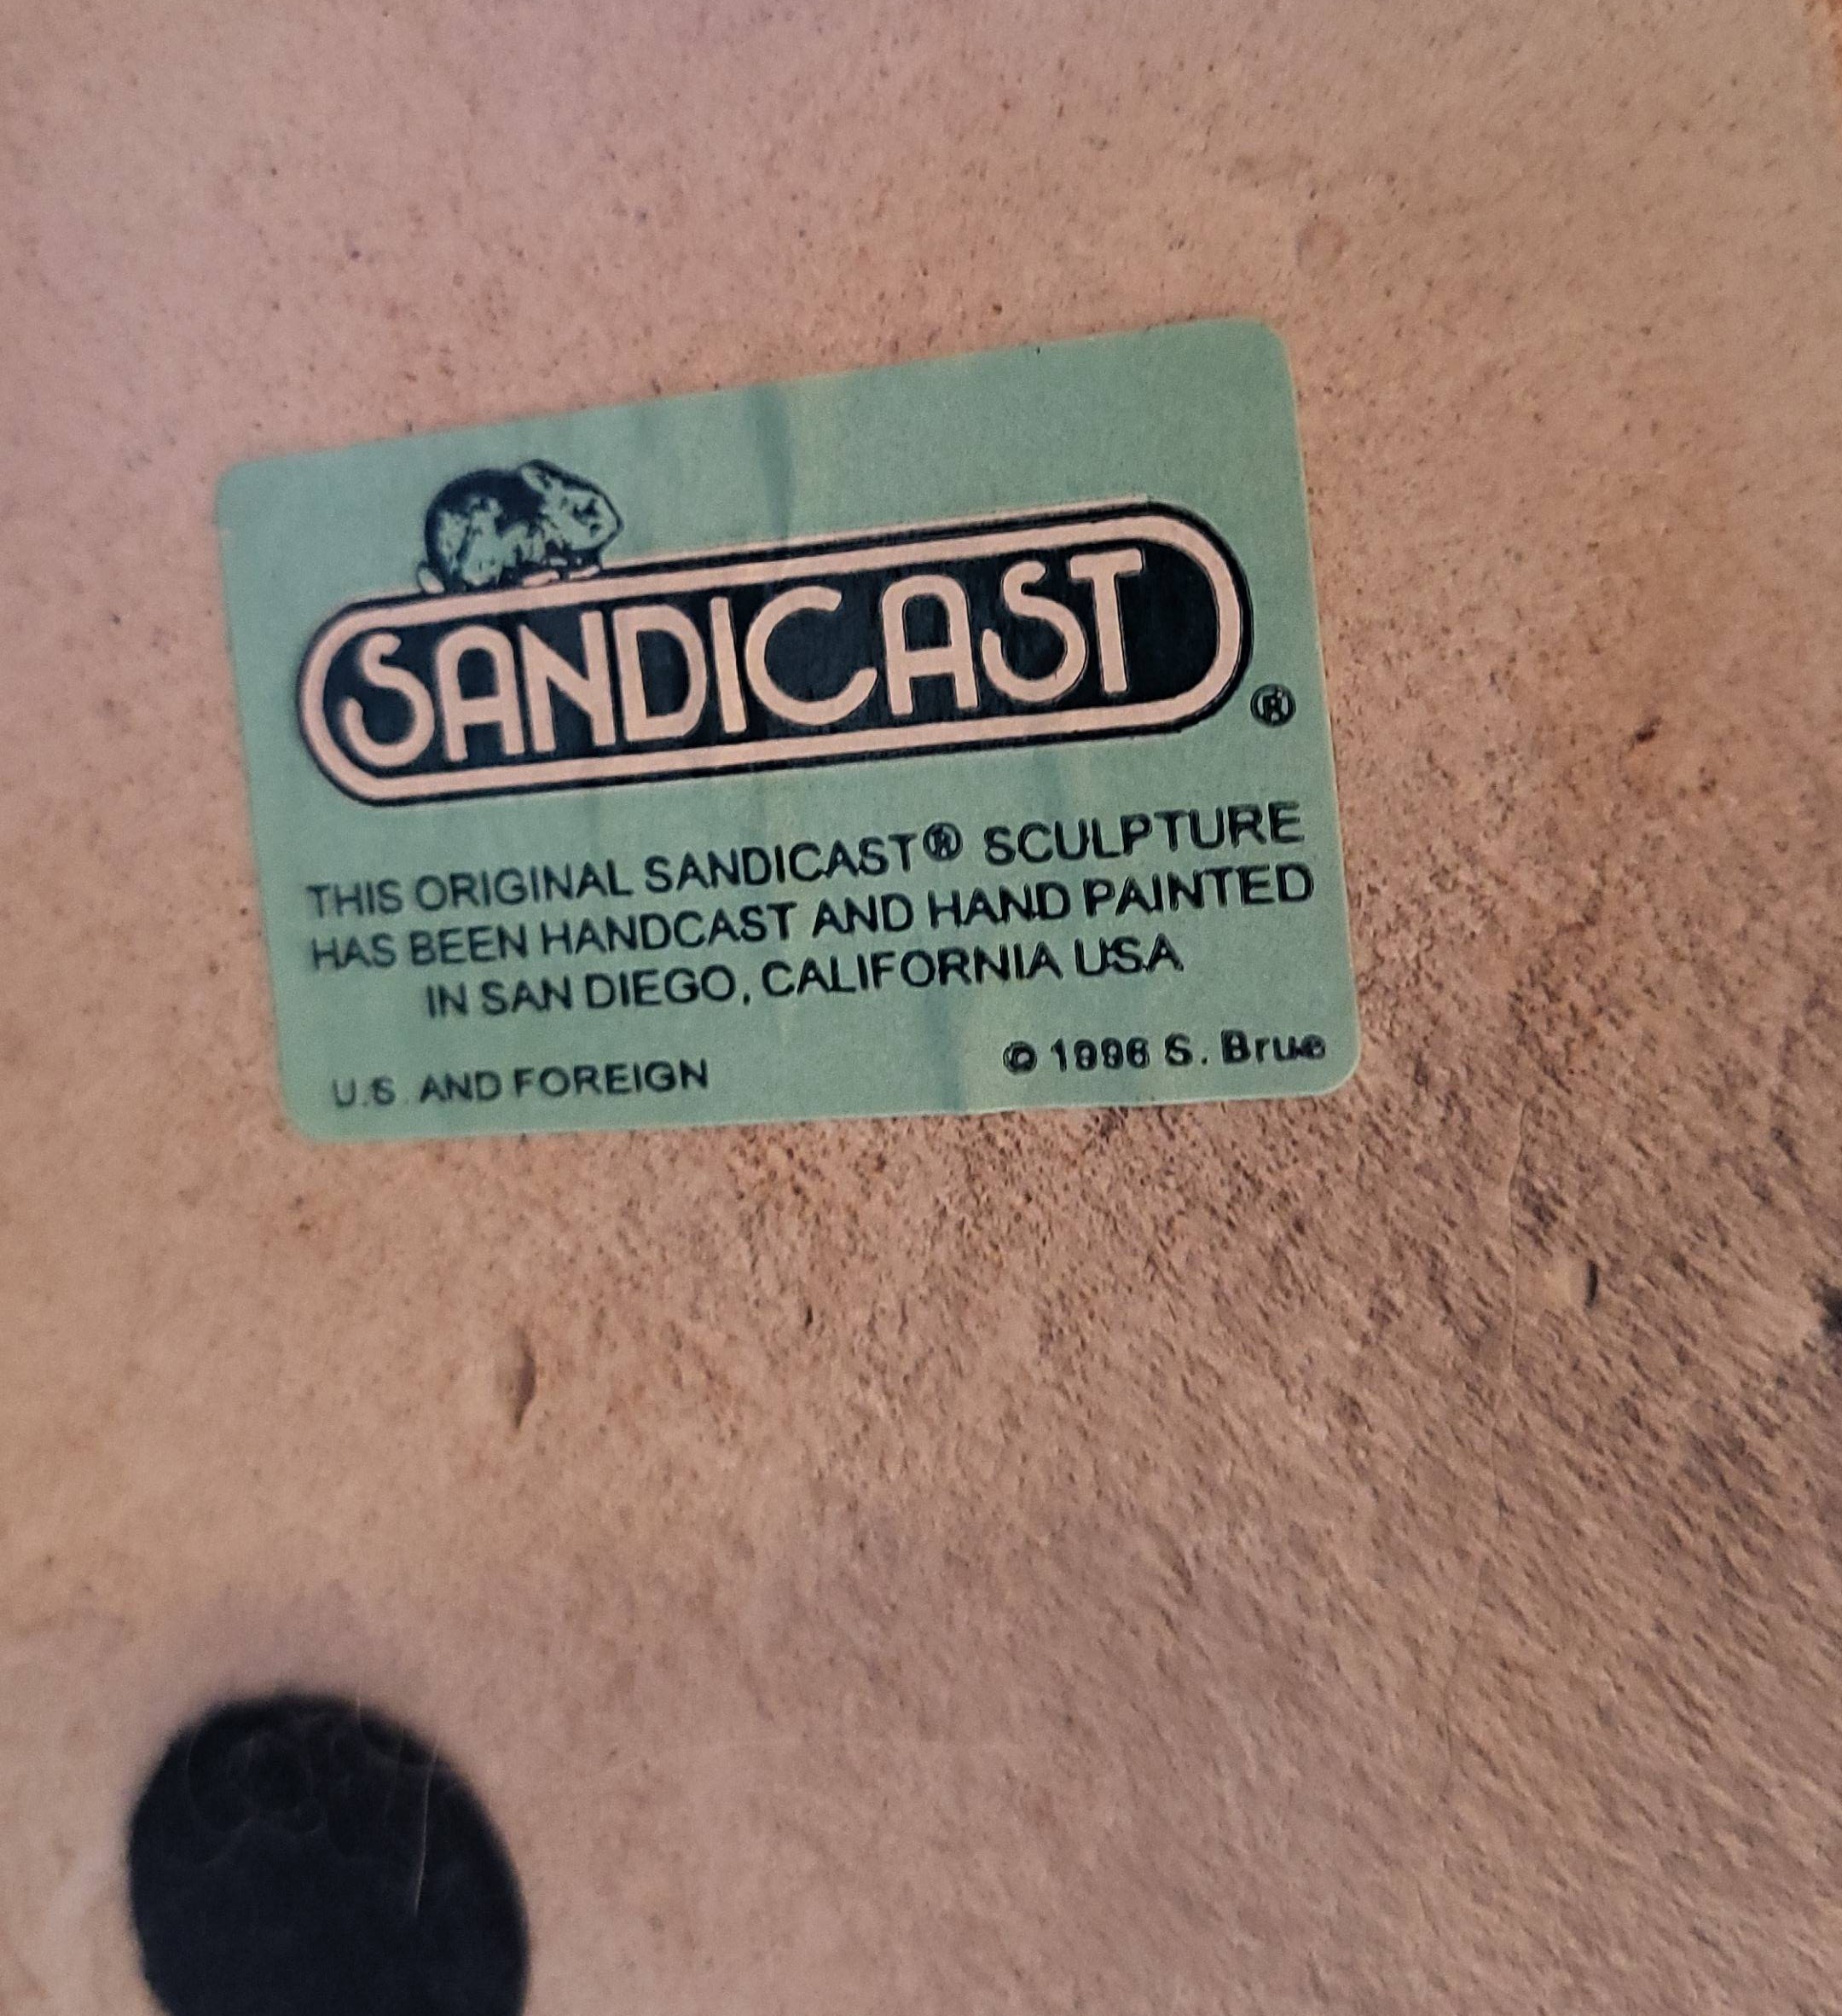 SANDICAST ®
THIS ORIGINAL SANDICAST® SCULPTURE
HAS BEEN HANDCAST AND HAND PAINTED
IN SAN DIEGO, CALIFORNIA USA
U.S. AND FOREIGN
© 1996 S. Brue